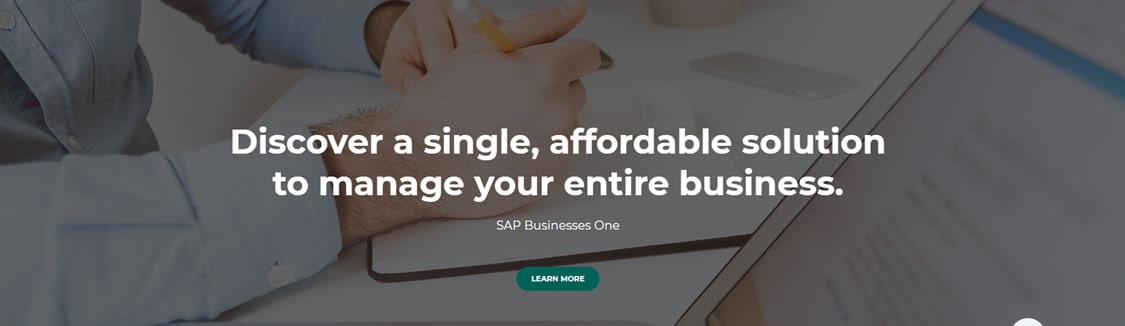 Discover a single, affordable solution
to manage your entire business.
SAP Businesses One
LEARN MORE